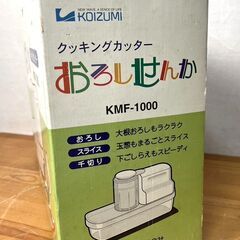 NEW WAVE, A SENSE OF LIFE
KOIZUMI
クッキングカッター
おろしせんか
KMF-1000
おろし 大根おろしもラクラク
スライス 玉葱もまるごとスライス
千切り 下ごしらえもスピーディ